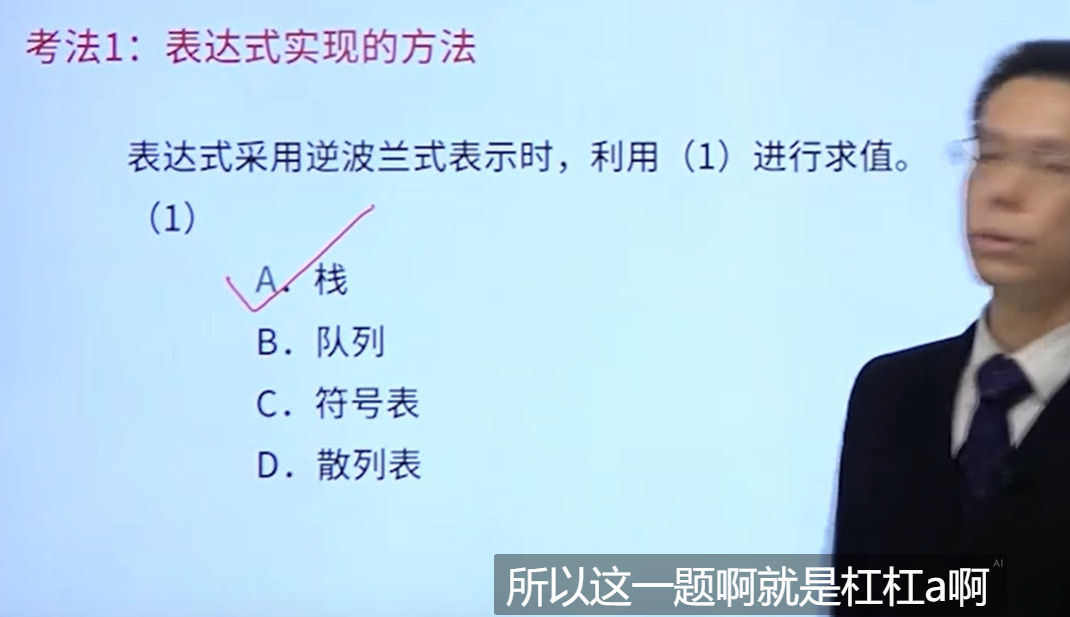 考法1：表达式实现的方法
表达式采用逆波兰式表示时，利用（1）进行求值。
（1）
A．栈
B．队列
C．符号表
D．散列表
所以这一题啊就是杠杠a啊
AI